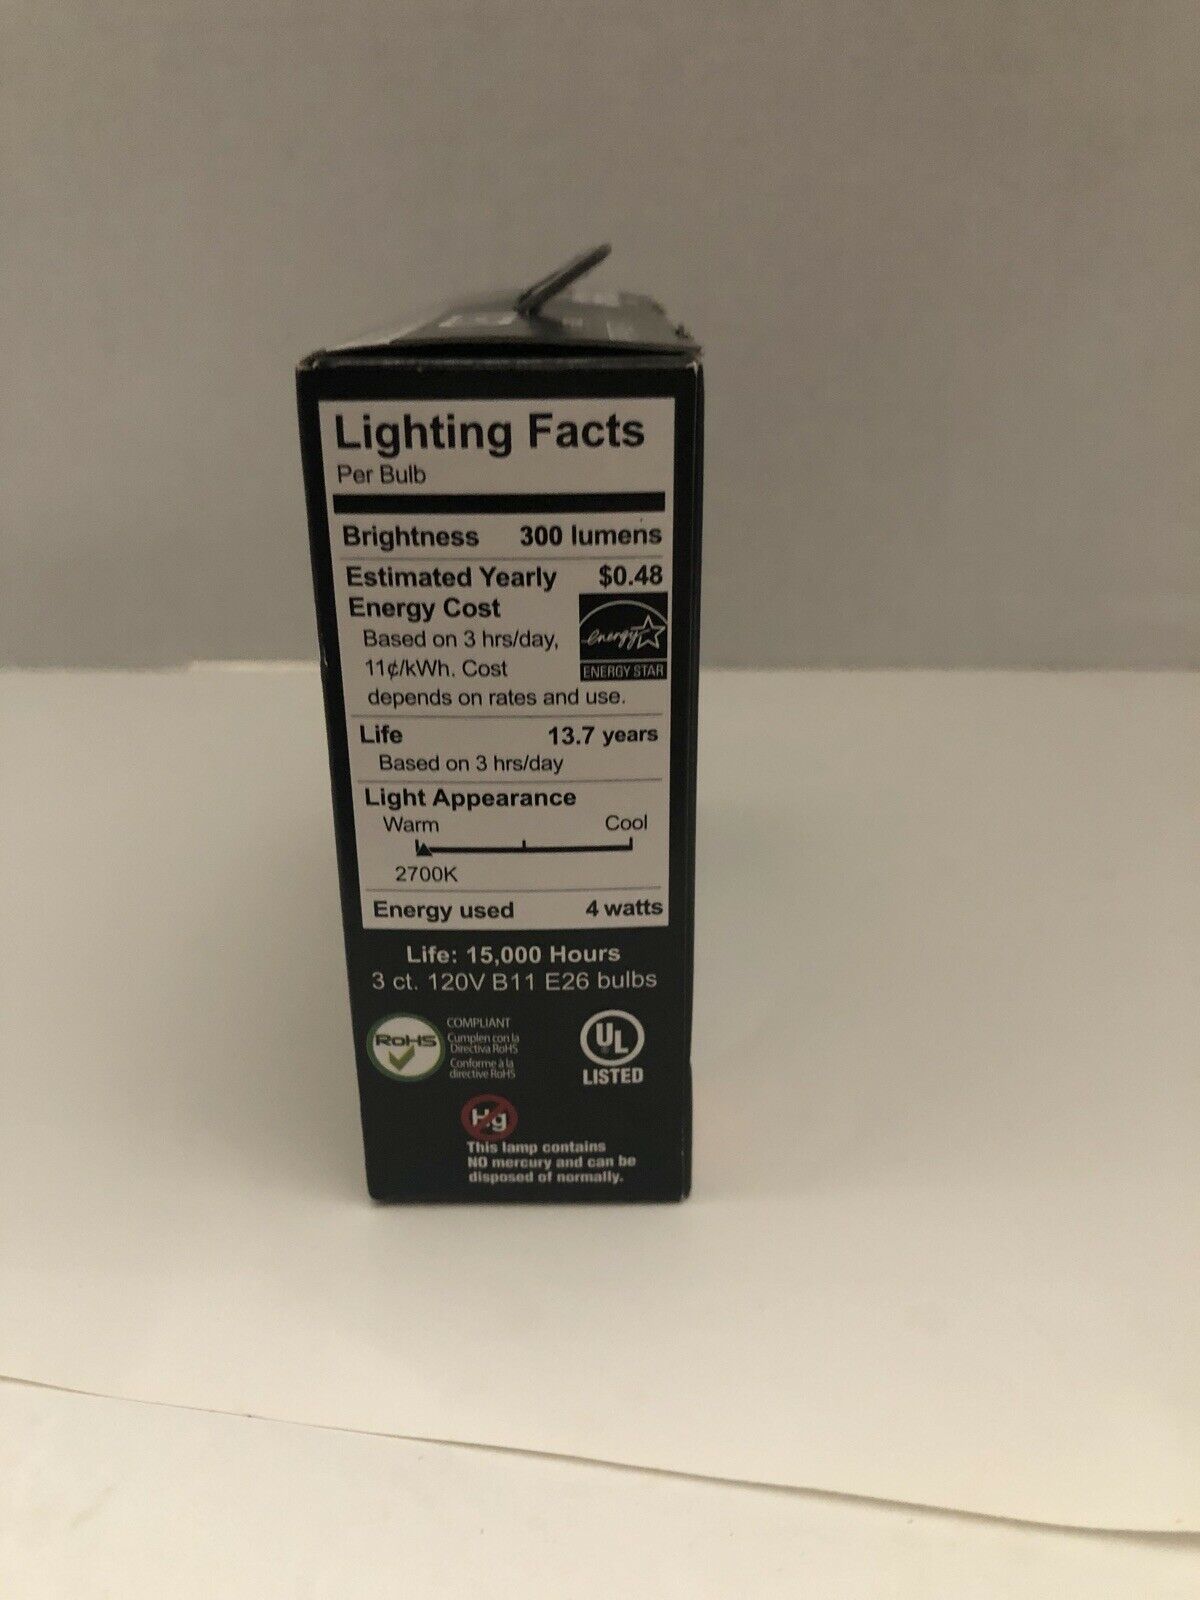 Lighting Facts
Per Bulb
Brightness 300 lumens
Estimated Yearly $0.48
Energy Cost
Based on 3 hrs/day,
11¢/kWh. Cost
depends on rates and use.
energy
ENERGY STAR
Life 13.7 years
Based on 3 hrs/day
Light Appearance
Warm Cool
2700K
Energy used 4 watts
Life: 15,000 Hours
3 ct. 120V B11 E26 bulbs
RoHS
COMPLIANT
Cumplen con la
Directiva RoHS
Conforme à la
directive RoHS
UL
LISTED
Hg
This lamp contains
NO mercury and can be
disposed of normally.